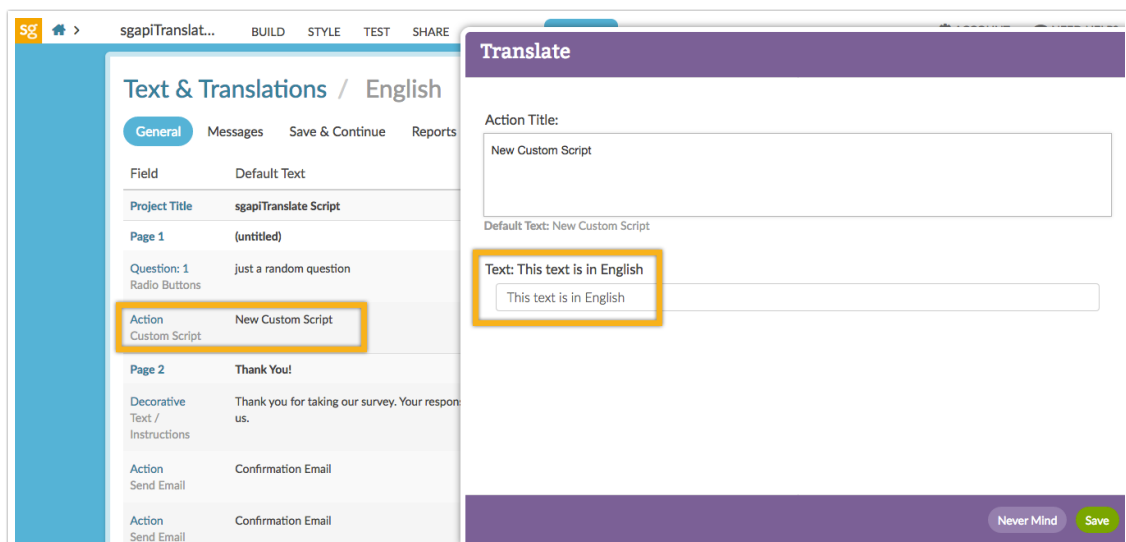 sg
sgapiTranslat... BUILD STYLE TEST SHARE
Text & Translations / English
General Messages Save & Continue Reports
Field Default Text
Project Title sgapiTranslate Script
Page 1 (untitled)
Question: 1 just a random question
Radio Buttons
Action New Custom Script
Custom Script
Page 2 Thank You!
Decorative Thank you for taking our survey. Your respon
Text / us.
Instructions
Action Confirmation Email
Send Email
Action Confirmation Email
Send Email
Translate
Action Title:
New Custom Script
Default Text: New Custom Script
Text: This text is in English
This text is in English
Never Mind Save